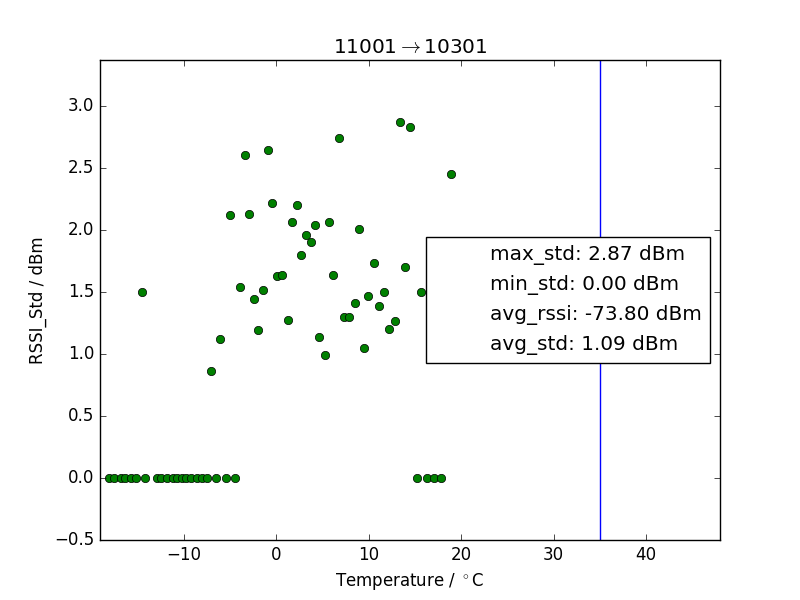 11001→10301
3.0
2.5
2.0
1.5
1.0
0.5
0.0
−0.5
RSSI_Std / dBm
max_std: 2.87 dBm
min_std: 0.00 dBm
avg_rssi: -73.80 dBm
avg_std: 1.09 dBm
−10 0 10 20 30 40
Temperature / °C